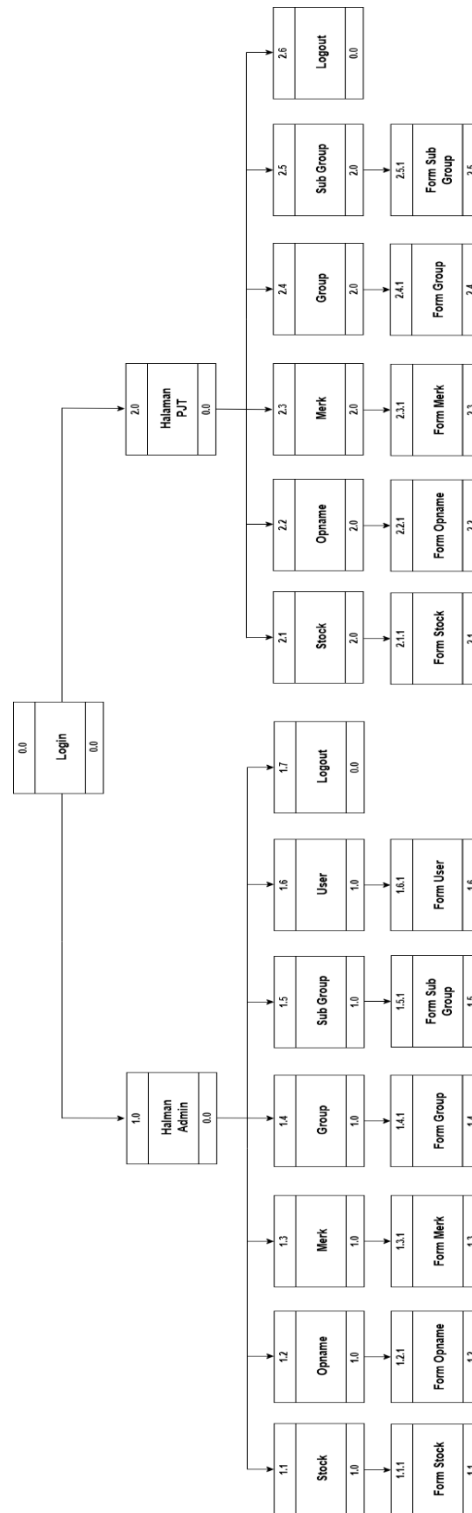 0.0
Login
0.0
1.0
Halman
Admin
0.0
2.0
Halaman
PJT
0.0
1.1
Stock
1.0
1.2
Opname
1.0
1.3
Merk
1.0
1.4
Group
1.0
1.5
Sub Group
1.0
1.6
User
1.0
1.7
Logout
0.0
2.1
Stock
2.0
2.2
Opname
2.0
2.3
Merk
2.0
2.4
Group
2.0
2.5
Sub Group
2.0
2.6
Logout
0.0
1.1.1
Form Stock
1.1
1.2.1
Form Opname
1.2
1.3.1
Form Merk
1.3
1.4.1
Form Group
1.4
1.5.1
Form Sub
Group
1.5
1.6.1
Form User
1.6
2.1.1
Form Stock
2.1
2.2.1
Form Opname
2.2
2.3.1
Form Merk
2.3
2.4.1
Form Group
2.4
2.5.1
Form Sub
Group
2.5